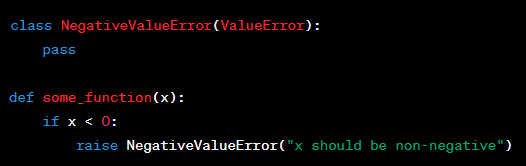 class NegativeValueError(ValueError):
    pass

def some_function(x):
    if x < 0:
        raise NegativeValueError("x should be non-negative")